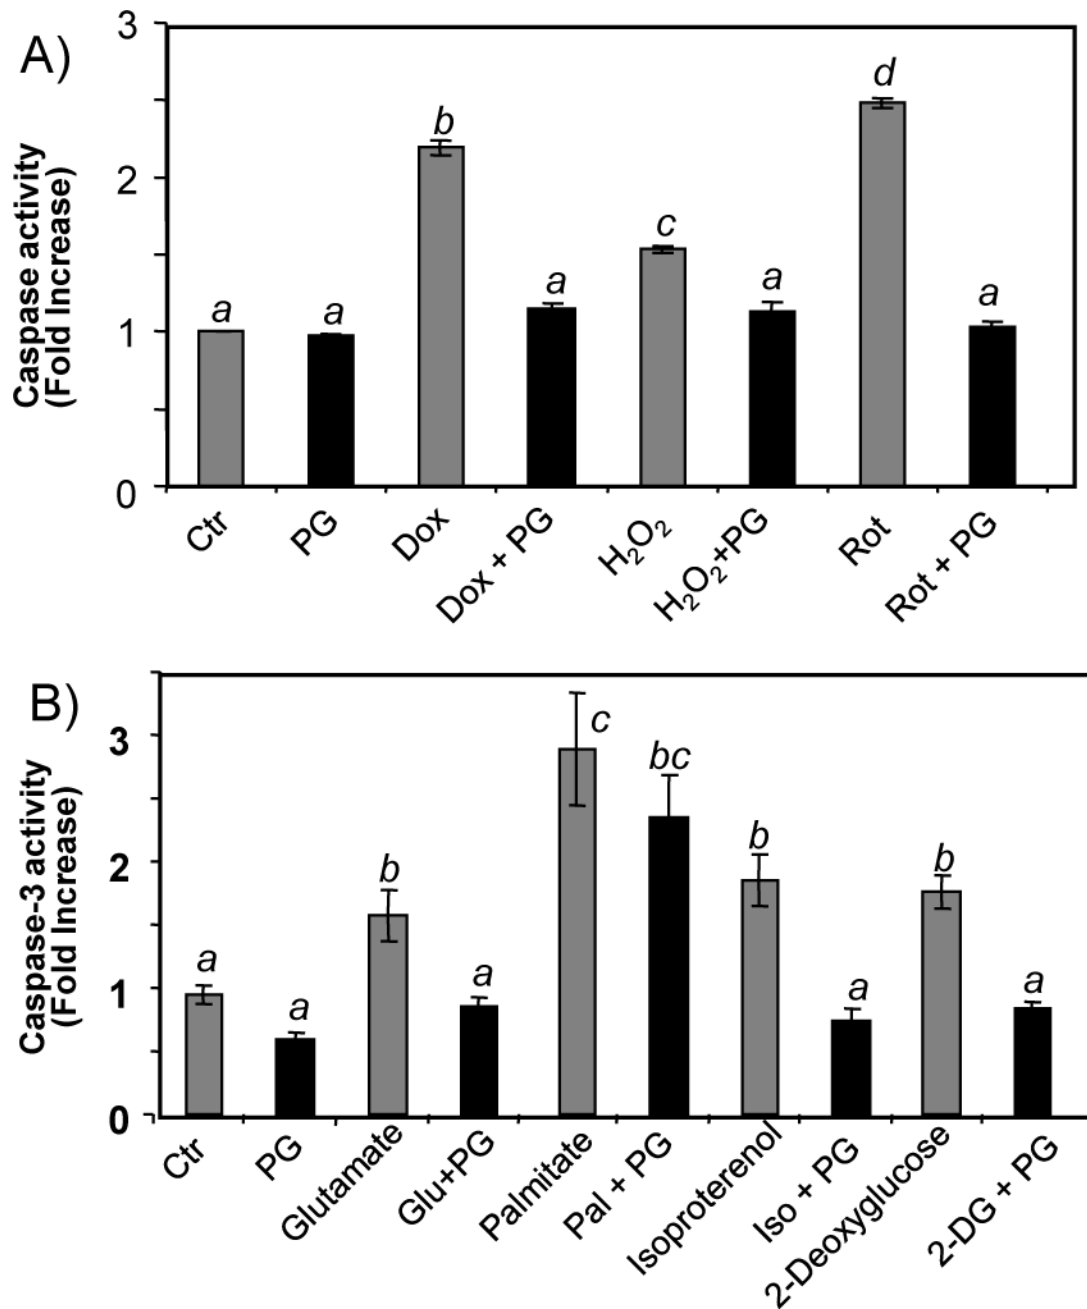 A)
Caspase activity
(Fold Increase)
3
2
1
0
a
a
b
a
c
a
d
a
Ctr
PG
Dox
Dox + PG
H₂O₂
H₂O₂+PG
Rot
Rot + PG
B)
Caspase-3 activity
(Fold Increase)
3
2
1
0
a
a
b
a
c
bc
b
a
b
a
Ctr
PG
Glutamate
Glu+PG
Palmitate
Pal + PG
Isoproterenol
Iso + PG
2-Deoxyglucose
2-DG + PG